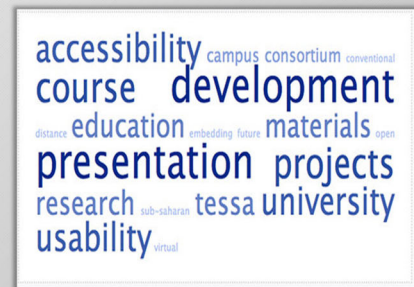 accessibility campus consortium conventional
course development
distance education embedding future materials open
presentation projects
research sub-saharan tessa university
usability virtual